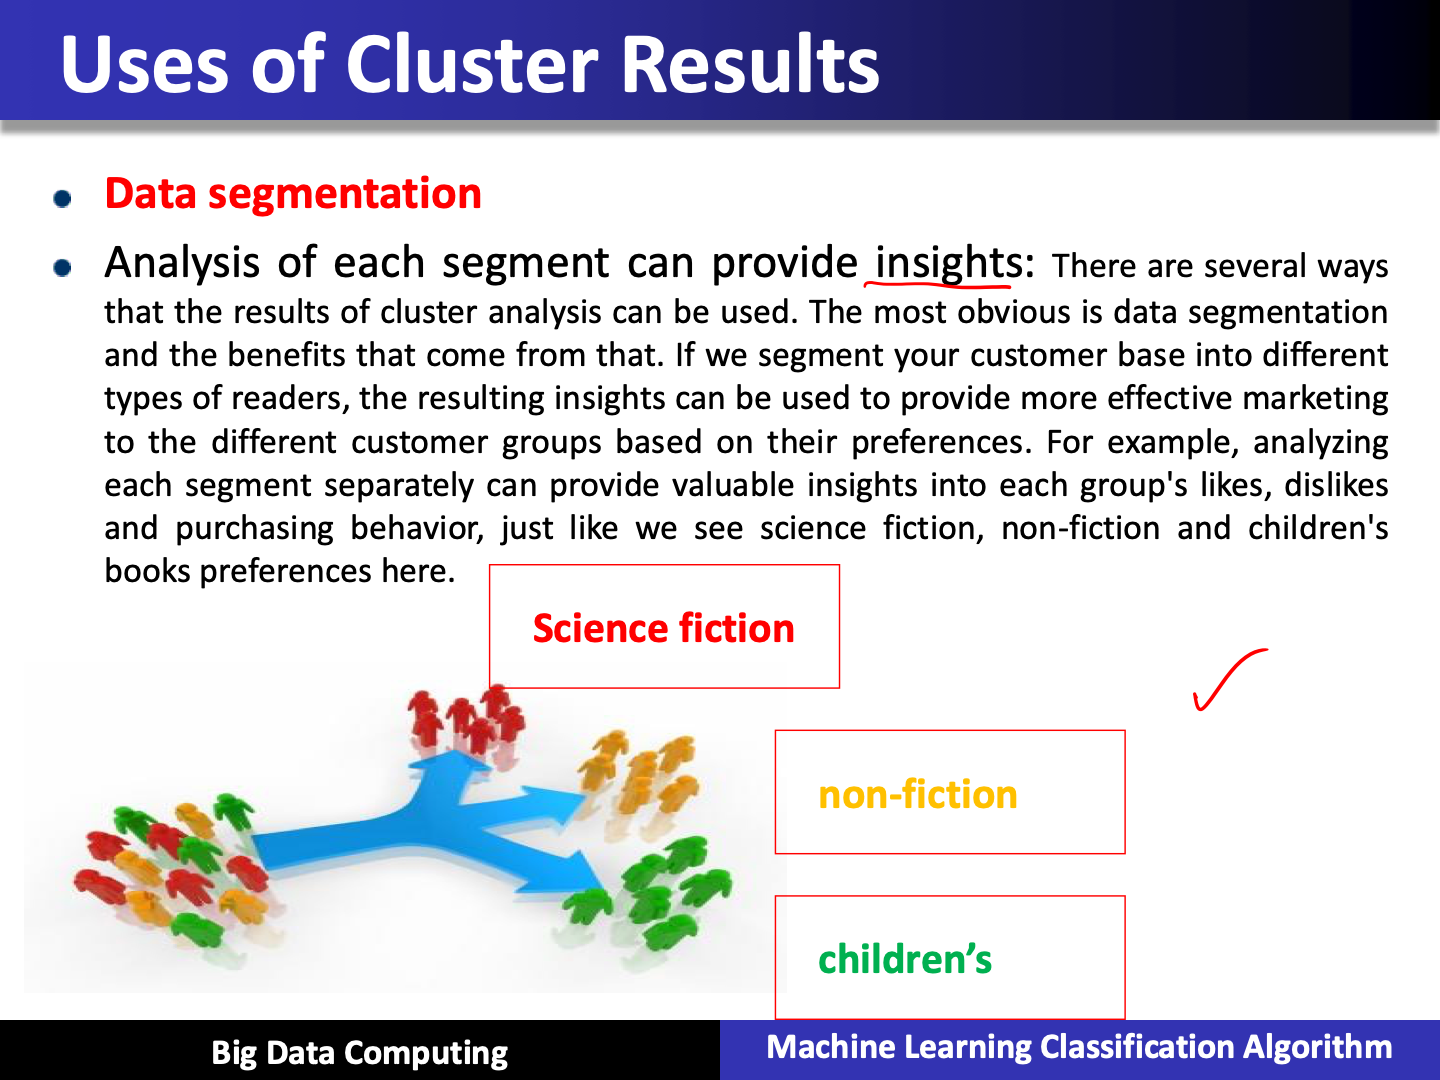 Uses of Cluster Results
Data segmentation
Analysis of each segment can provide insights: There are several ways
that the results of cluster analysis can be used. The most obvious is data segmentation
and the benefits that come from that. If we segment your customer base into different
types of readers, the resulting insights can be used to provide more effective marketing
to the different customer groups based on their preferences. For example, analyzing
each segment separately can provide valuable insights into each group's likes, dislikes
and purchasing behavior, just like we see science fiction, non-fiction and children's
books preferences here.
Science fiction
non-fiction
children’s
Big Data Computing
Machine Learning Classification Algorithm